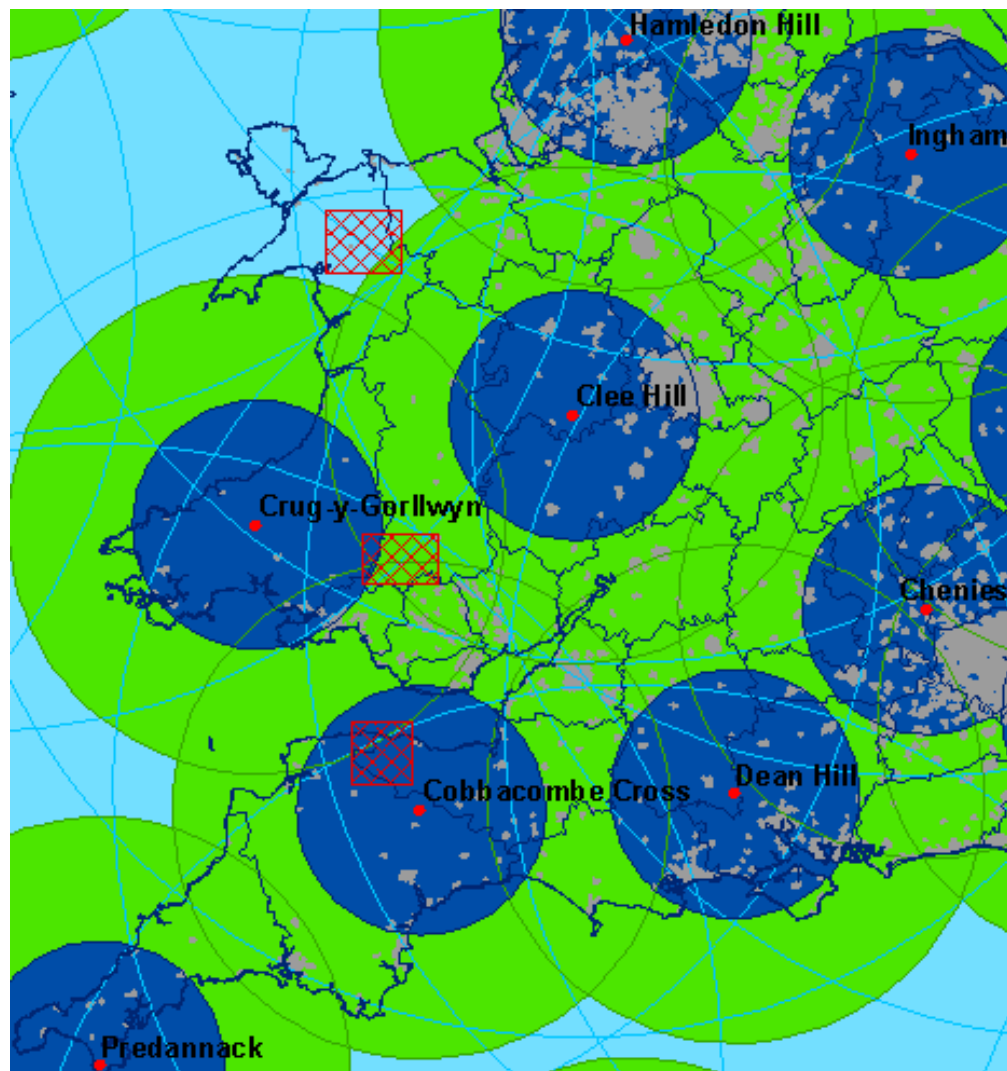 Hamledon Hill
Ingham
Clee Hill
Crug-y-Gorllwyn
Chenies
Dean Hill
Cobbacombe Cross
Predannack